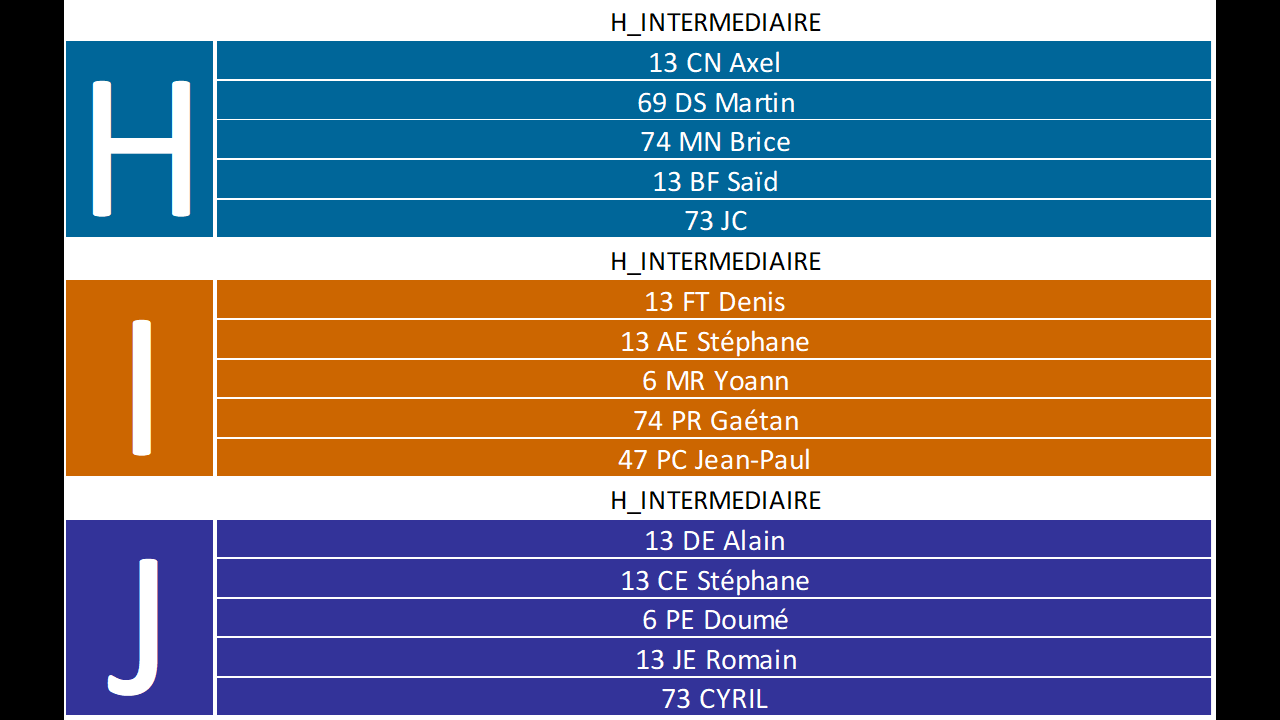 H_INTERMEDIAIRE
H
13 CN Axel
69 DS Martin
74 MN Brice
13 BF Saïd
73 JC
H_INTERMEDIAIRE
I
13 FT Denis
13 AE Stéphane
6 MR Yoann
74 PR Gaétan
47 PC Jean-Paul
H_INTERMEDIAIRE
J
13 DE Alain
13 CE Stéphane
6 PE Doumé
13 JE Romain
73 CYRIL